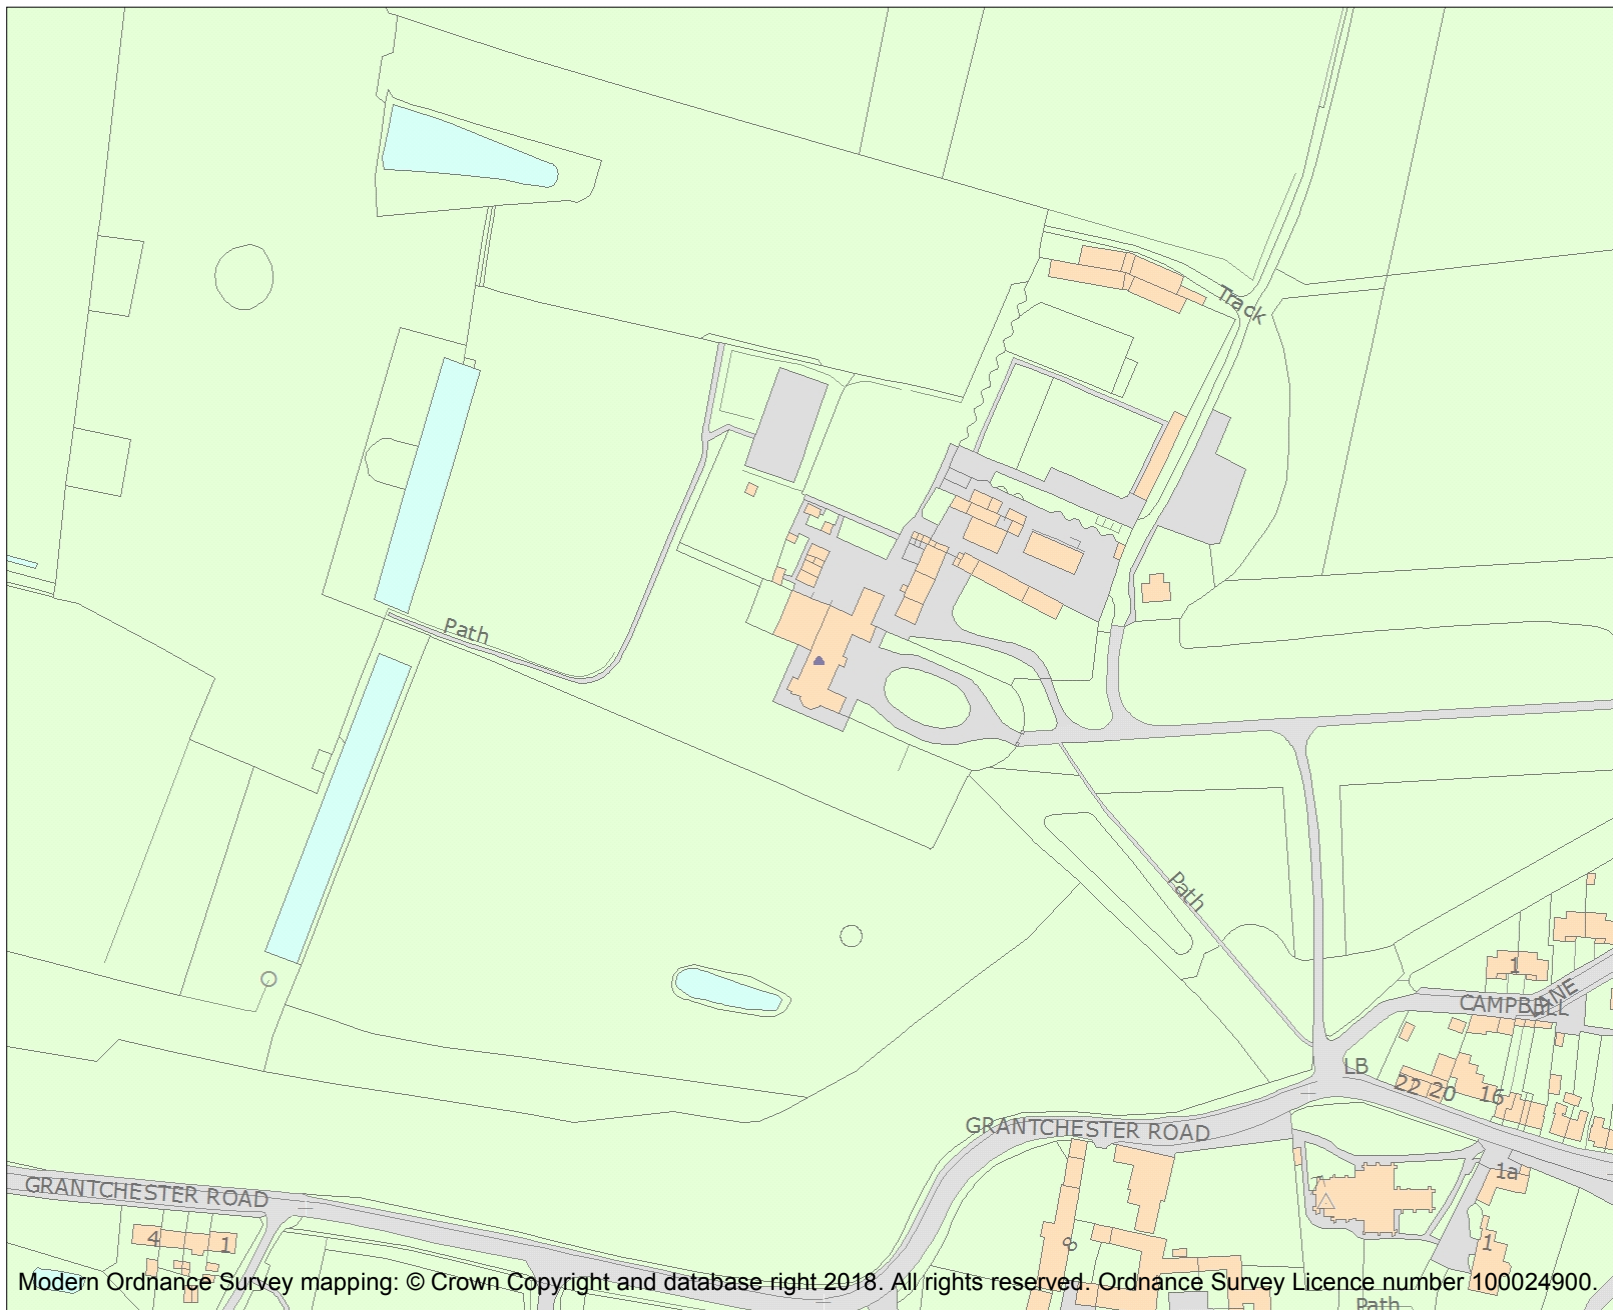 Track
Path
Path
1
CAMPBELL
LANE
LB
22 20 16
GRANTCHESTER ROAD
1a
GRANTCHESTER ROAD
4 1
8
1
Modern Ordnance Survey mapping: © Crown Copyright and database right 2018. All rights reserved. Ordnance Survey Licence number 100024900.
Path